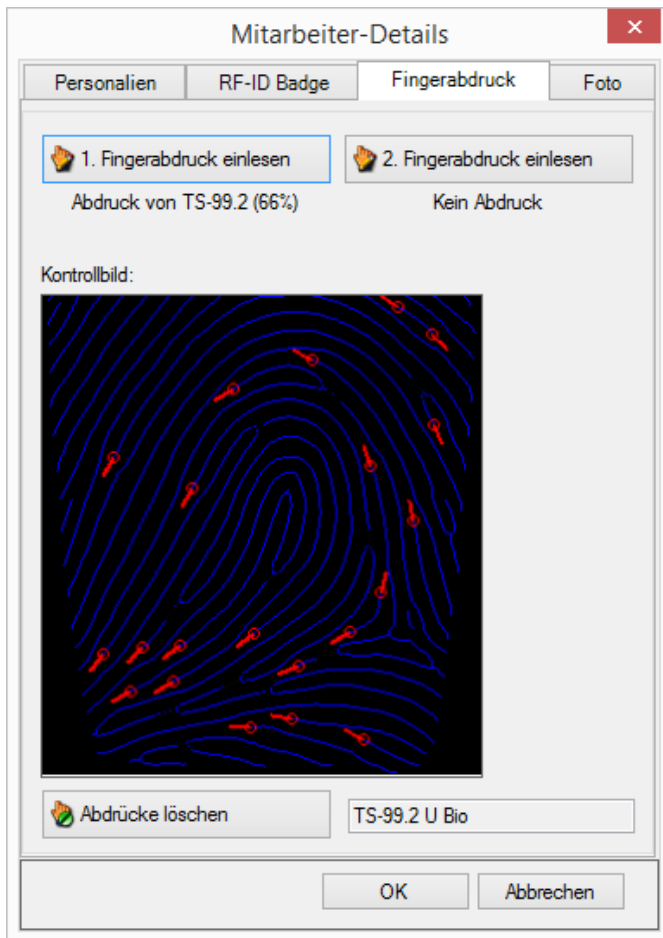 Mitarbeiter-Details
Personalien RF-ID Badge Fingerabdruck Foto
1. Fingerabdruck einlesen 2. Fingerabdruck einlesen
Abdruck von TS-99.2 (66%) Kein Abdruck
Kontrollbild:
Abdrücke löschen TS-99.2 U Bio
OK Abbrechen